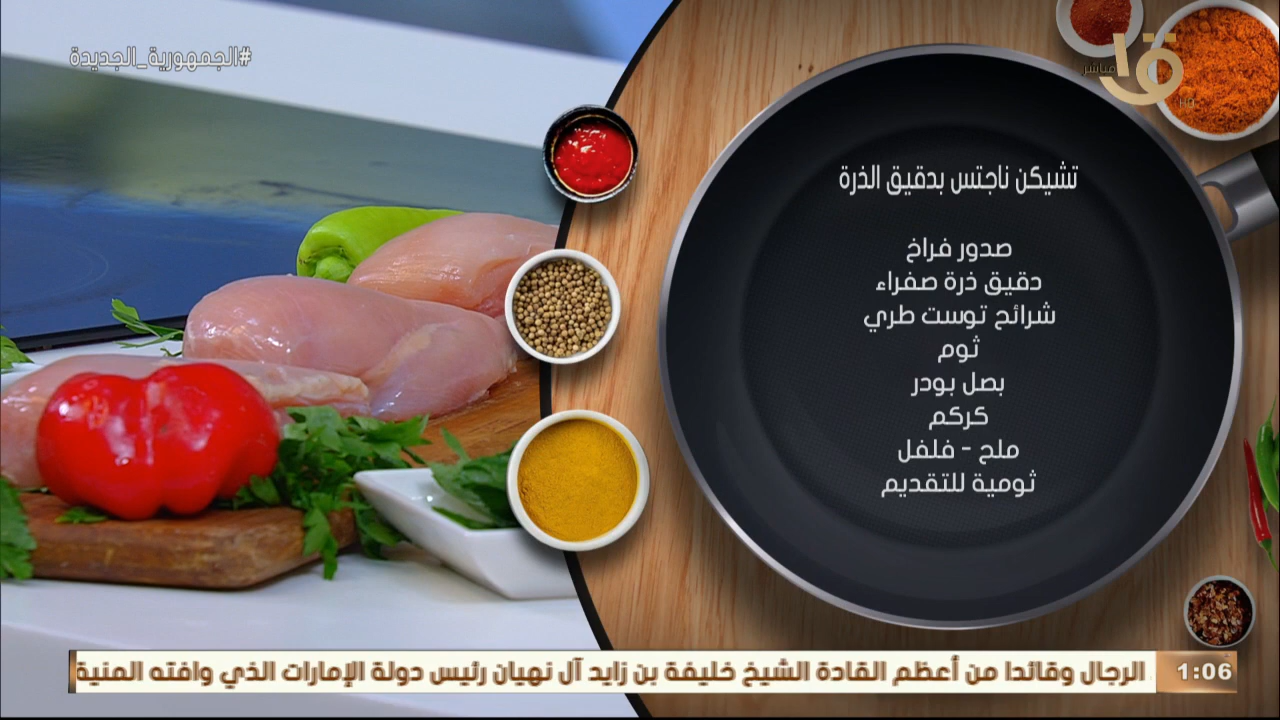 #الجمهورية_الجديدة
مباشر
HD
تشيكن ناجتس بدقيق الذرة
صدور فراخ
دقيق ذرة صفراء
شرائح توست طري
ثوم
بصل بودر
كركم
ملح - فلفل
ثومية للتقديم
1:06
الرجال وقائدا من أعظم القادة الشيخ خليفة بن زايد آل نهيان رئيس دولة الإمارات الذي وافته المنية